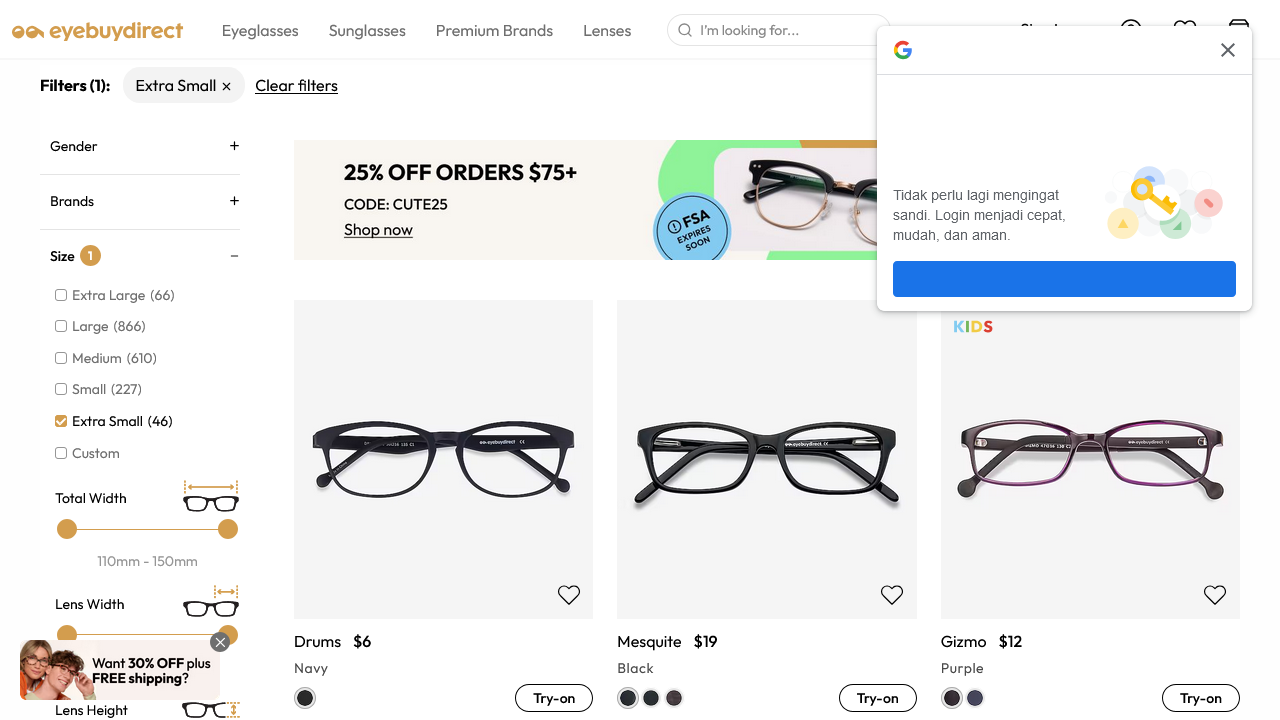 eyebuydirect
Eyeglasses
Sunglasses
Premium Brands
Lenses
I'm looking for...
Filters (1):
Extra Small ×
Clear filters
Gender +
Brands +
Size 1 −
Extra Large (66)
Large (866)
Medium (610)
Small (227)
Extra Small (46)
Custom
Total Width
110mm - 150mm
Lens Width
Lens Height
Want 30% OFF plus
FREE shipping?
25% OFF ORDERS $75+
CODE: CUTE25
Shop now
FSA
EXPIRES
SOON
Tidak perlu lagi mengingat
sandi. Login menjadi cepat,
mudah, dan aman.
KIDS
Drums $6
Navy
Try-on
Mesquite $19
Black
Try-on
Gizmo $12
Purple
Try-on